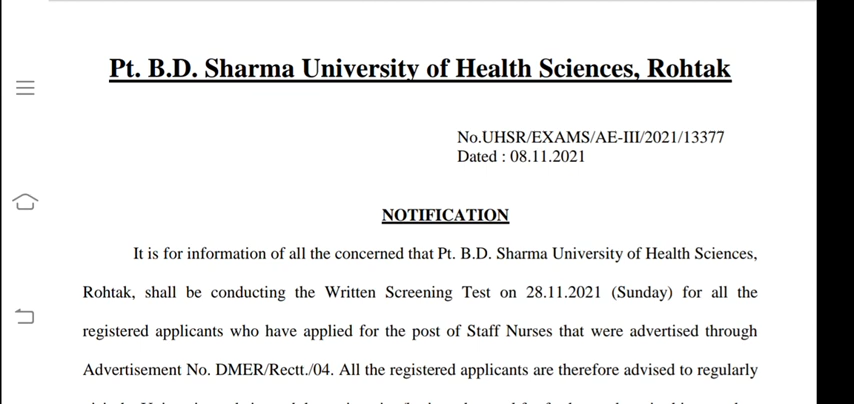 Pt. B.D. Sharma University of Health Sciences, Rohtak
No.UHSR/EXAMS/AE-III/2021/13377
Dated : 08.11.2021
NOTIFICATION
It is for information of all the concerned that Pt. B.D. Sharma University of Health Sciences,
Rohtak, shall be conducting the Written Screening Test on 28.11.2021 (Sunday) for all the
registered applicants who have applied for the post of Staff Nurses that were advertised through
Advertisement No. DMER/Rectt./04. All the registered applicants are therefore advised to regularly